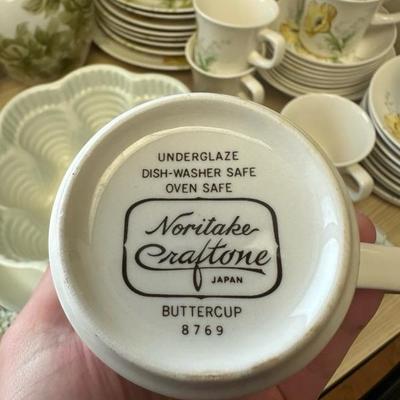 UNDERGLAZE
DISH-WASHER SAFE
OVEN SAFE
Noritake
Craftone
JAPAN
BUTTERCUP
8769